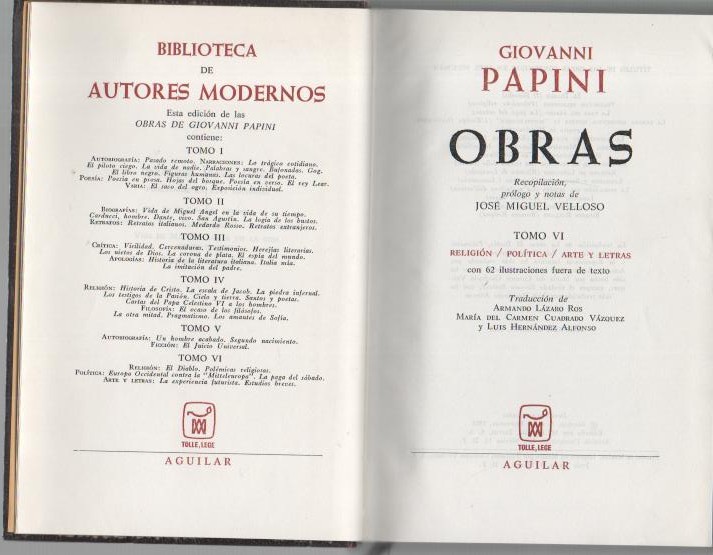 BIBLIOTECA
DE
AUTORES MODERNOS
Esta edición de las
OBRAS DE GIOVANNI PAPINI
contiene:
TOMO I
AUTOBIOGRAFÍA: Pasado remoto. NARRACIONES: Lo trágico cotidiano.
El piloto ciego. La vida de nadie. Palabras y sangre. Bufonadas. Gog.
El libro negro. Figuras humanas. Las locuras del poeta.
POESÍA: Poesía en prosa. Hojas del bosque. Poesía en verso. El rey Lear.
VARIA: El saco del ogro. Exposición individual.
TOMO II
BIOGRAFÍAS: Vida de Miguel Angel en la vida de su tiempo.
Carducci, hombre. Dante, vivo. San Agustín. La logia de los bustos.
RETRATOS: Retratos italianos. Medardo Rosso. Retratos extranjeros.
TOMO III
CRÍTICA: Virilidad. Cercenaduras. Testimonios. Herejías literarias.
Los nietos de Dios. La corona de plata. El espía del mundo.
APOLOGÍAS: Historia de la literatura italiana. Italia mía.
La imitación del padre.
TOMO IV
RELIGIÓN: Historia de Cristo. La escala de Jacob. La piedra infernal.
Los testigos de la Pasión. Cielo y tierra. Santos y poetas.
Cartas del Papa Celestino VI a los hombres.
FILOSOFÍA: El ocaso de los filósofos.
La otra mitad. Pragmatismo. Los amantes de Sofía.
TOMO V
AUTOBIOGRAFÍA: Un hombre acabado. Segundo nacimiento.
FICCIÓN: El Juicio Universal.
TOMO VI
RELIGIÓN: El Diablo. Polémicas religiosas.
POLÍTICA: Europa Occidental contra la "Mitteleuropa". La paga del sábado.
ARTE Y LETRAS: La experiencia futurista. Estudios breves.
TOLLE, LEGE
AGUILAR
GIOVANNI
PAPINI
OBRAS
Recopilación,
prólogo y notas de
JOSÉ MIGUEL VELLOSO
TOMO VI
RELIGIÓN / POLÍTICA / ARTE Y LETRAS
con 62 ilustraciones fuera de texto
Traducción de
ARMANDO LÁZARO ROS
MARÍA DEL CARMEN CUADRADO VÁZQUEZ
Y LUIS HERNÁNDEZ ALFONSO
TOLLE, LEGE
AGUILAR